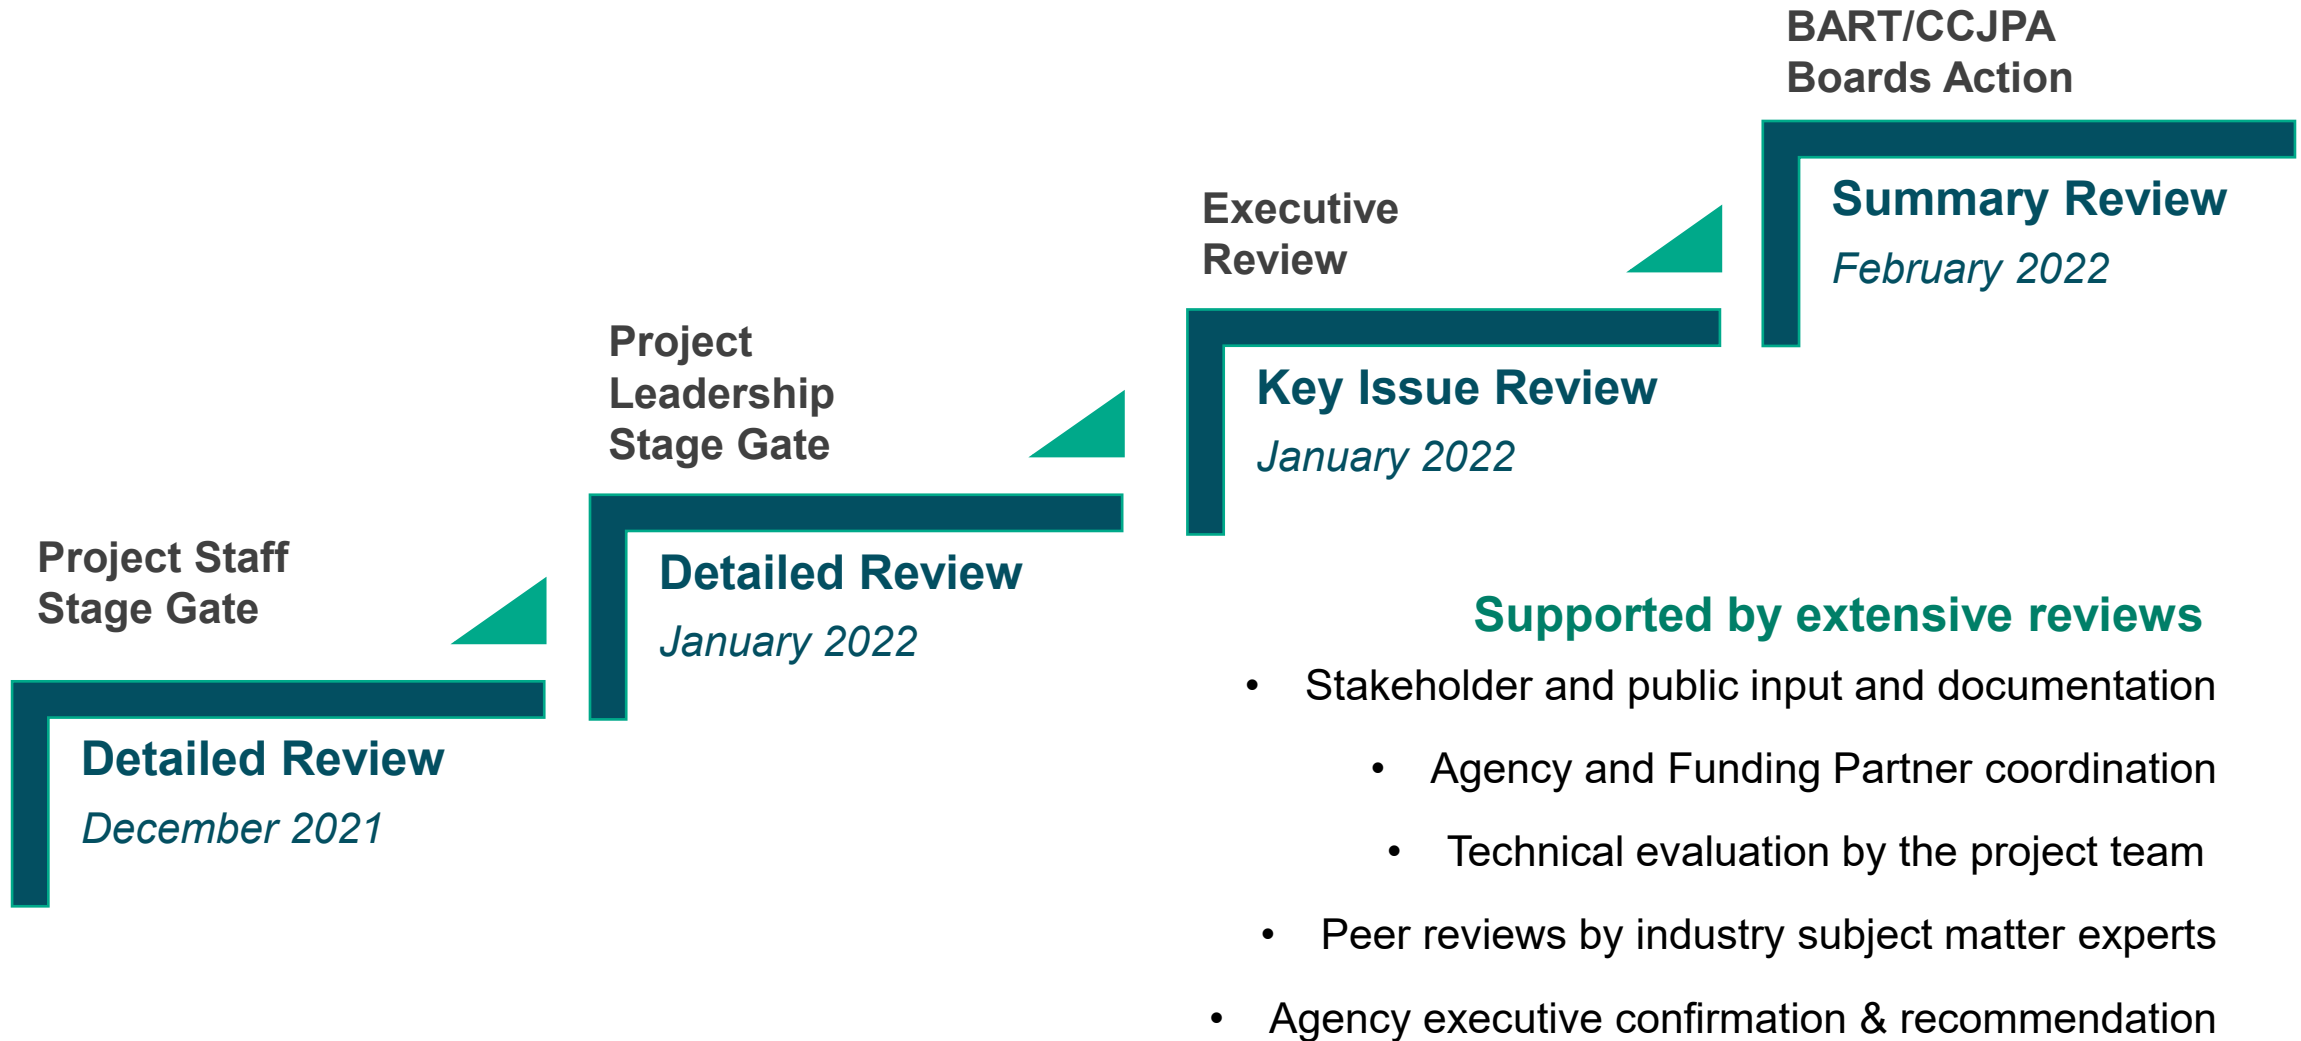 Project Staff
Stage Gate
Detailed Review
December 2021
Project
Leadership
Stage Gate
Detailed Review
January 2022
Executive
Review
Key Issue Review
January 2022
BART/CCJPA
Boards Action
Summary Review
February 2022
Supported by extensive reviews
• Stakeholder and public input and documentation
• Agency and Funding Partner coordination
• Technical evaluation by the project team
• Peer reviews by industry subject matter experts
• Agency executive confirmation & recommendation